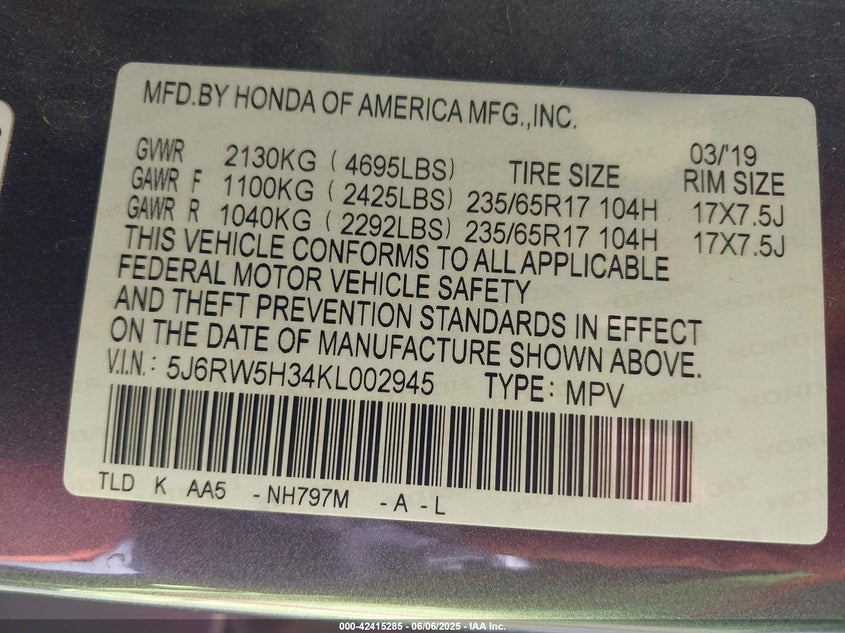 MFD.BY HONDA OF AMERICA MFG.,INC.
03/'19
GVWR 2130KG (4695LBS) TIRE SIZE RIM SIZE
GAWR F 1100KG (2425LBS) 235/65R17 104H 17X7.5J
GAWR R 1040KG (2292LBS) 235/65R17 104H 17X7.5J
THIS VEHICLE CONFORMS TO ALL APPLICABLE
FEDERAL MOTOR VEHICLE SAFETY
AND THEFT PREVENTION STANDARDS IN EFFECT
ON THE DATE OF MANUFACTURE SHOWN ABOVE.
V.I.N.: 5J6RW5H34KL002945 TYPE: MPV
TLD K AA5 -NH797M -A-L
000-42415285 - 06/06/2025 - IAA Inc.